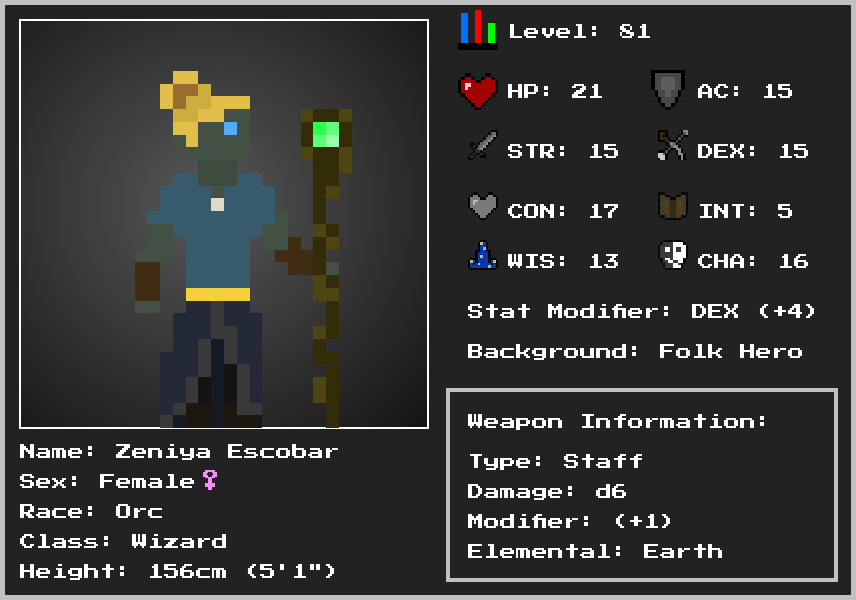 Level: 81
HP: 21 AC: 15
STR: 15 DEX: 15
CON: 17 INT: 5
WIS: 13 CHA: 16
Stat Modifier: DEX (+4)
Background: Folk Hero
Weapon Information:
Type: Staff
Damage: d6
Modifier: (+1)
Elemental: Earth
Name: Zeniya Escobar
Sex: Female♀
Race: Orc
Class: Wizard
Height: 156cm (5'1")